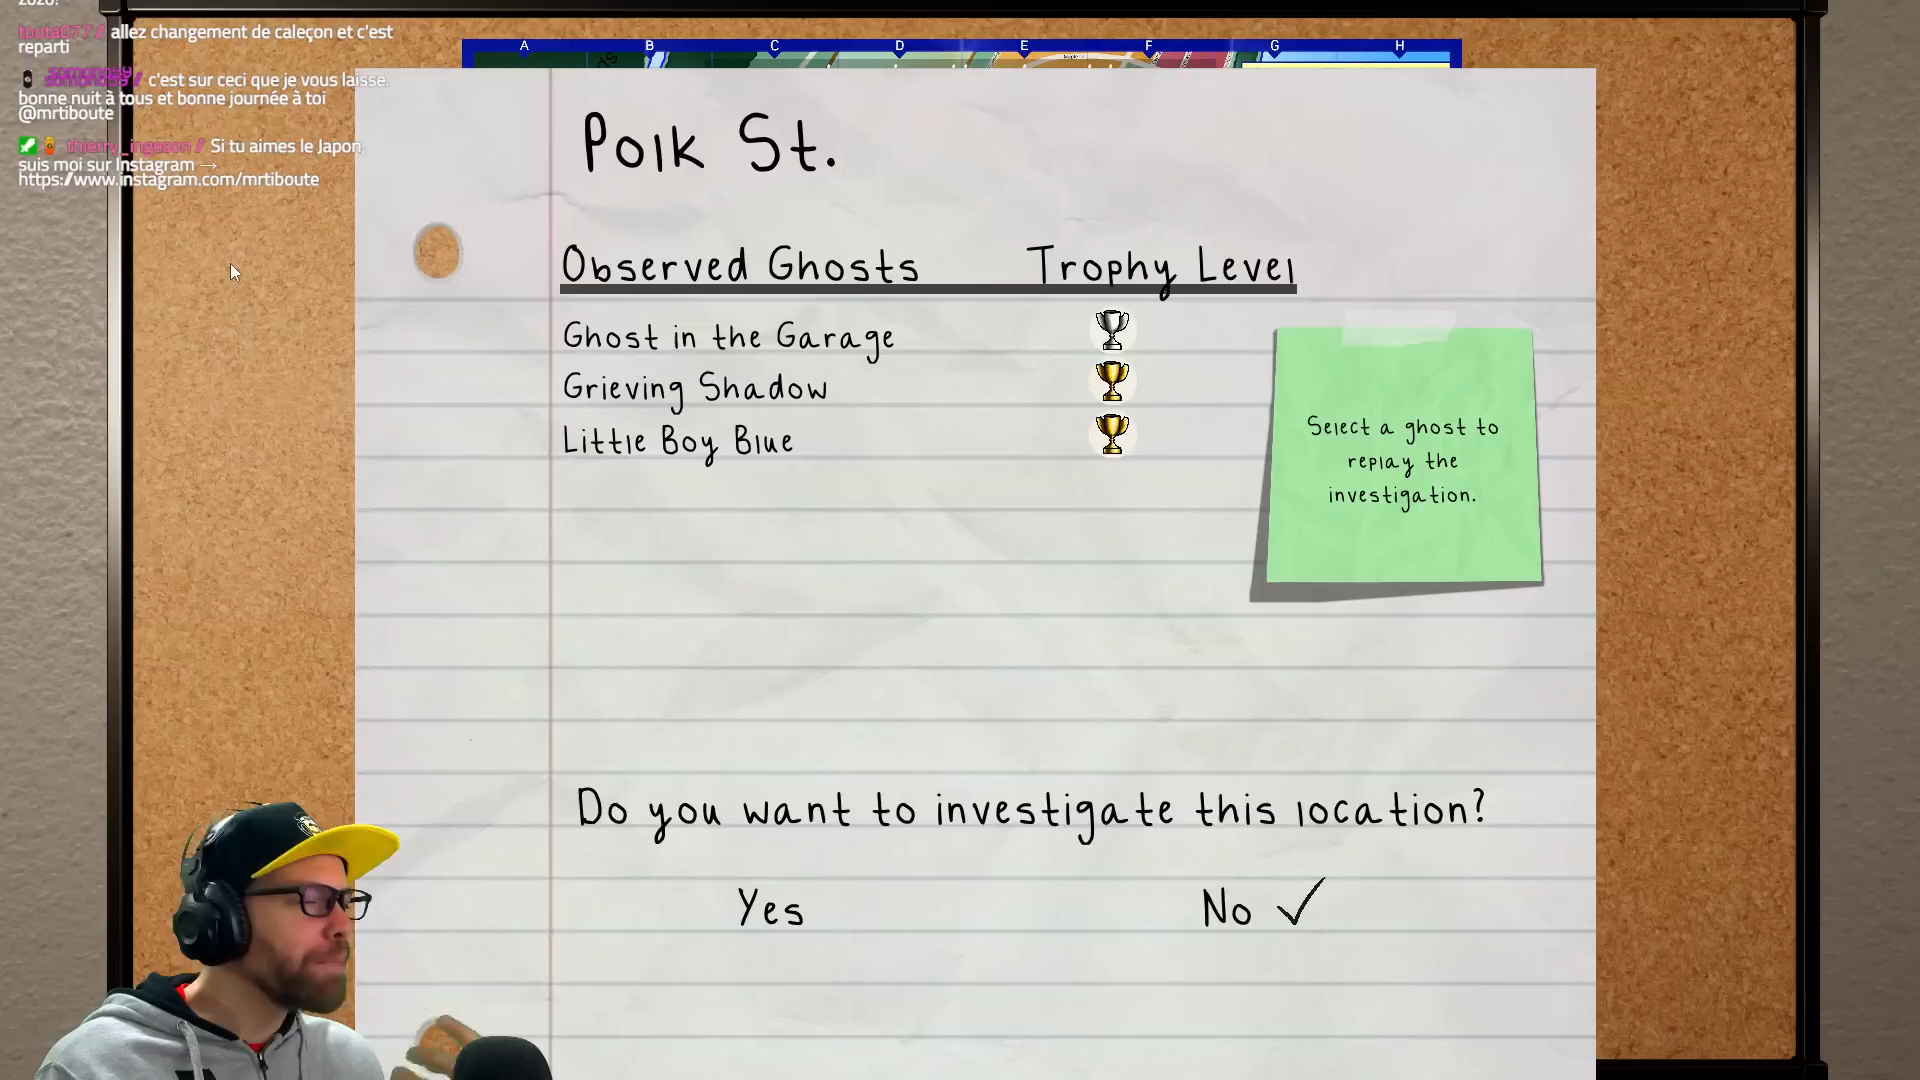 2020!
toota077 // allez changement de caleçon et c'est
reparti
// c'est sur ceci que je vous laisse.
bonne nuit à tous et bonne journée à toi
@mrtiboute
thierry_ingeson // Si tu aimes le Japon,
suis moi sur Instagram →
https://www.instagram.com/mrtiboute
A B C D E F G H
Polk St.
Observed Ghosts Trophy Level
Ghost in the Garage
Grieving Shadow
Little Boy Blue
Select a ghost to
replay the
investigation.
Do you want to investigate this location?
Yes No